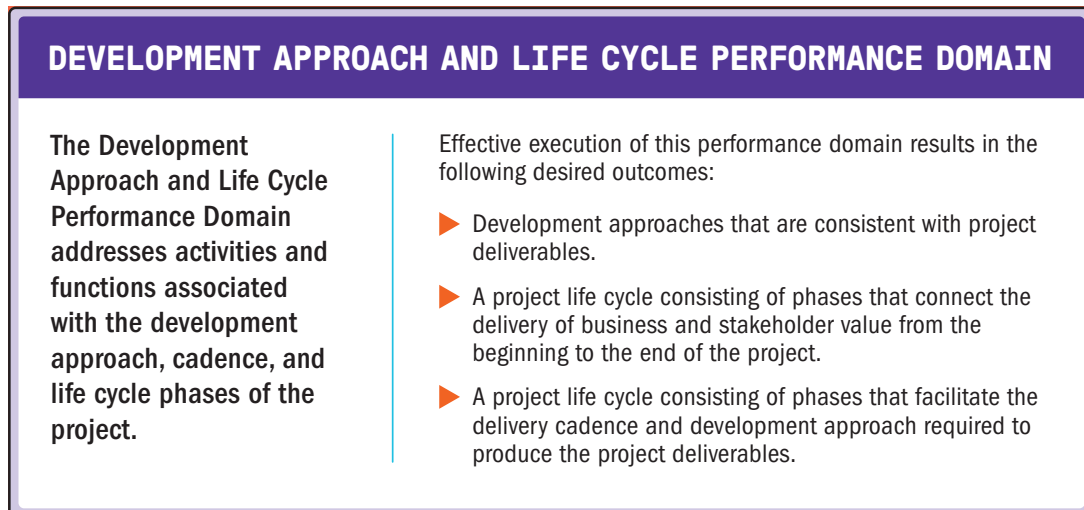 DEVELOPMENT APPROACH AND LIFE CYCLE PERFORMANCE DOMAIN
The Development
Approach and Life Cycle
Performance Domain
addresses activities and
functions associated
with the development
approach, cadence, and
life cycle phases of the
project.
Effective execution of this performance domain results in the
following desired outcomes:
Development approaches that are consistent with project
deliverables.
A project life cycle consisting of phases that connect the
delivery of business and stakeholder value from the
beginning to the end of the project.
A project life cycle consisting of phases that facilitate the
delivery cadence and development approach required to
produce the project deliverables.